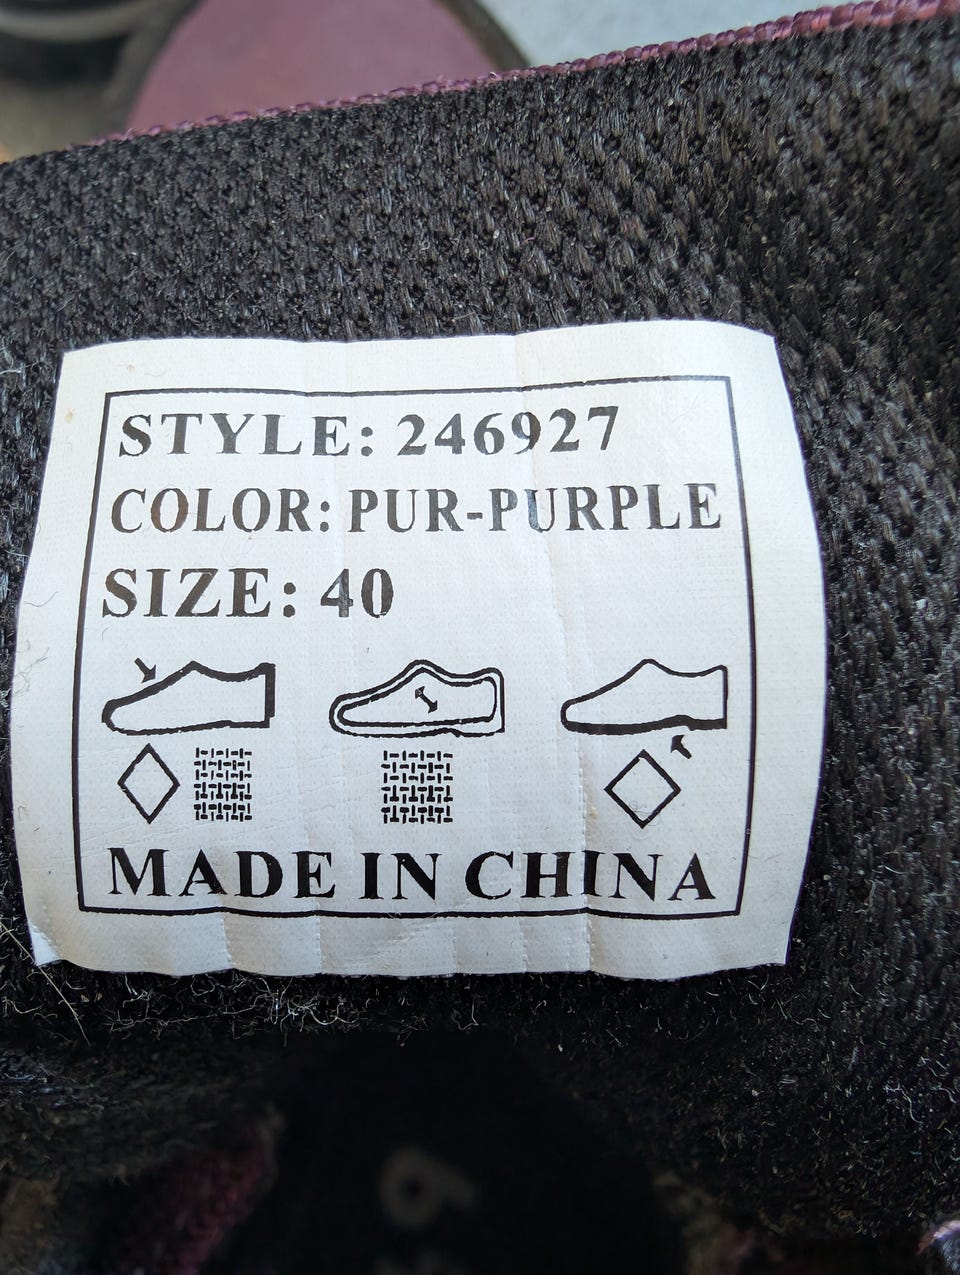 STYLE: 246927
COLOR: PUR-PURPLE
SIZE: 40
MADE IN CHINA